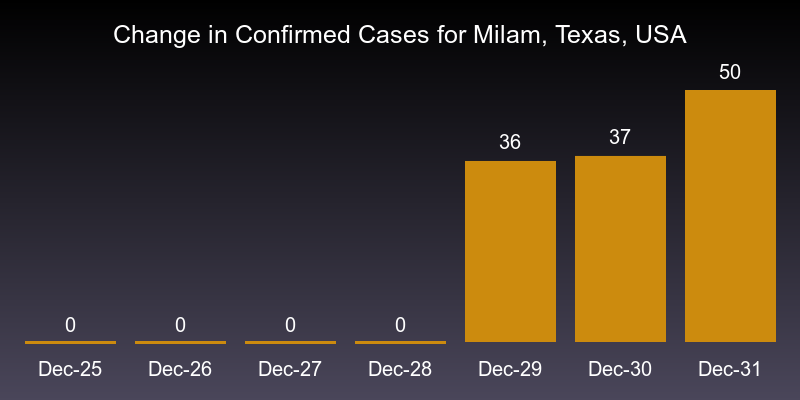 Change in Confirmed Cases for Milam, Texas, USA
50
37
36
0 0 0 0
Dec-25 Dec-26 Dec-27 Dec-28 Dec-29 Dec-30 Dec-31